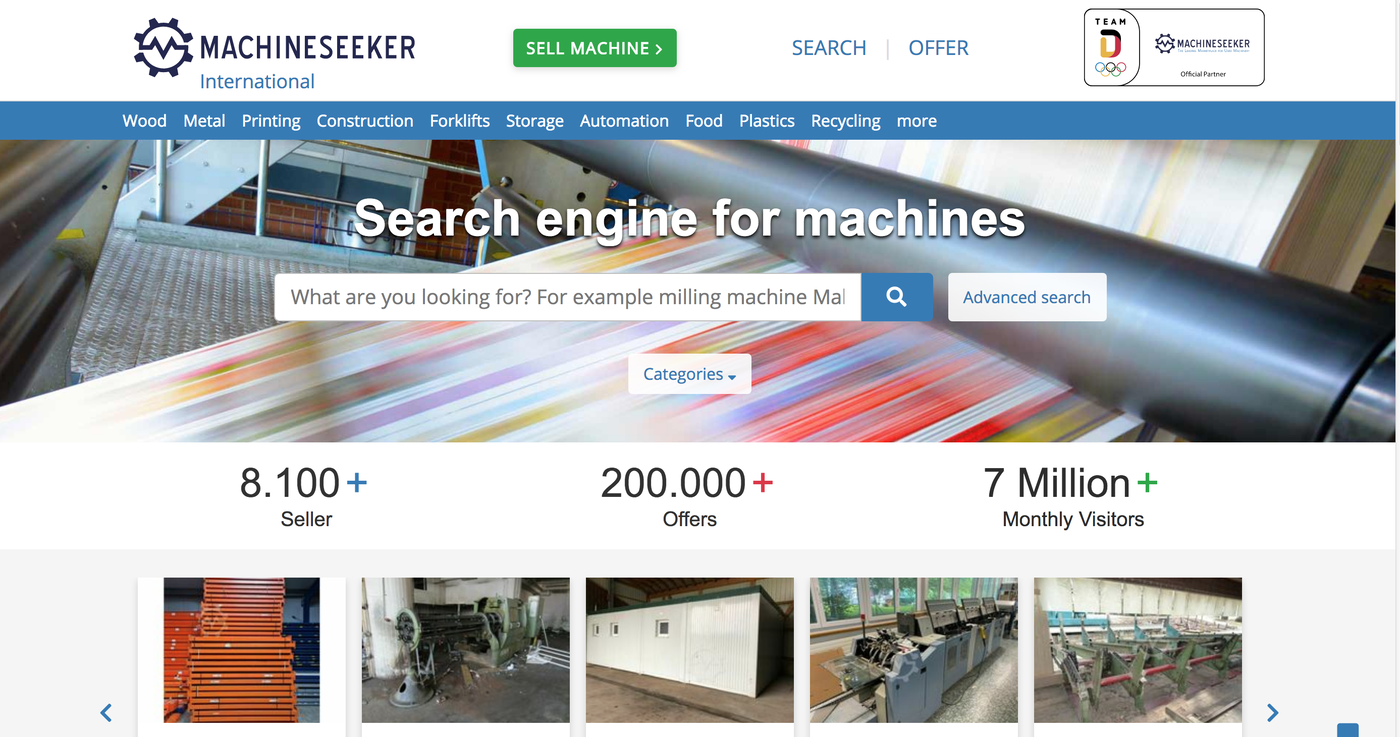 MACHINESEEKER
International
SELL MACHINE >
SEARCH | OFFER
TEAM
D
MACHINESEEKER
Official Partner
Wood Metal Printing Construction Forklifts Storage Automation Food Plastics Recycling more
Search engine for machines
What are you looking for? For example milling machine Ma
Advanced search
Categories
8.100+
200.000+
7 Million+
Seller
Offers
Monthly Visitors